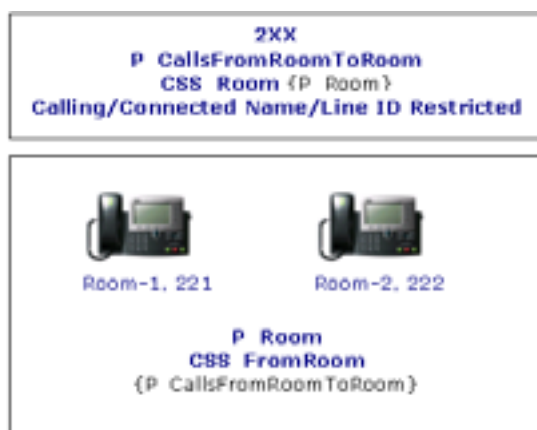 2XX
P CallsFromRoomToRoom
CSS Room {P Room}
Calling/Connected Name/Line ID Restricted
Room-1, 221
Room-2, 222
P Room
CSS FromRoom
{P CallsFromRoomToRoom}